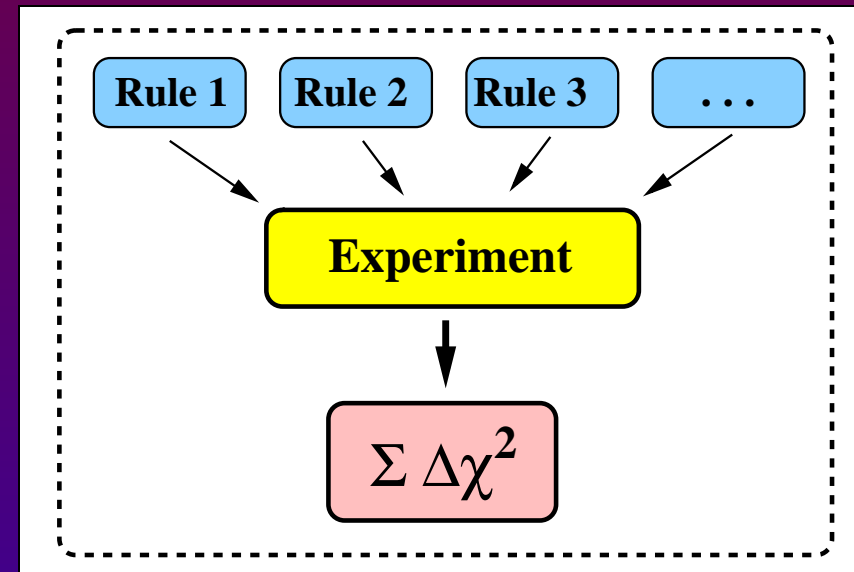 Rule 1 Rule 2 Rule 3 . . .
Experiment
Σ Δχ²